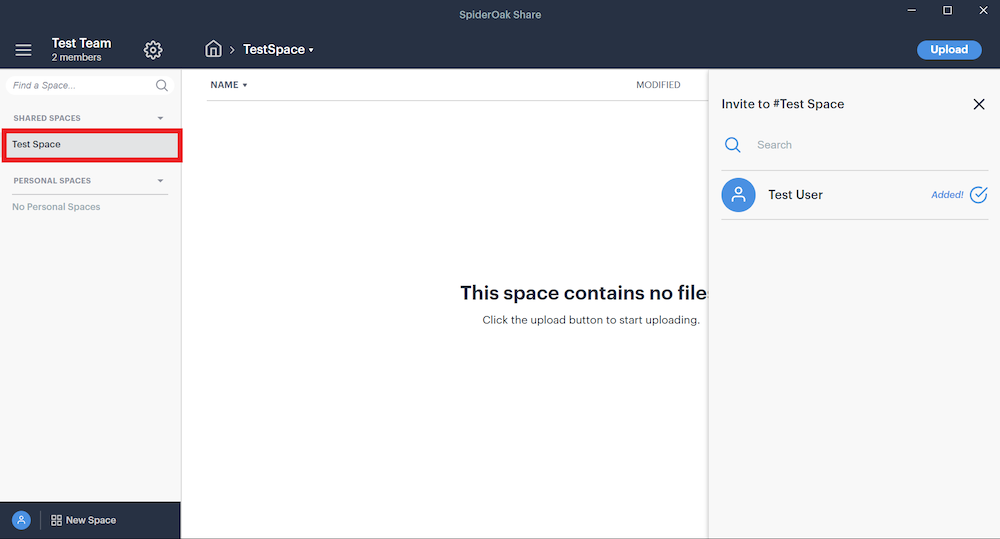 SpiderOak Share
Test Team
2 members
TestSpace
Upload
Find a Space...
SHARED SPACES
Test Space
PERSONAL SPACES
No Personal Spaces
New Space
NAME
MODIFIED
This space contains no files
Click the upload button to start uploading.
Invite to #Test Space
Search
Test User
Added!